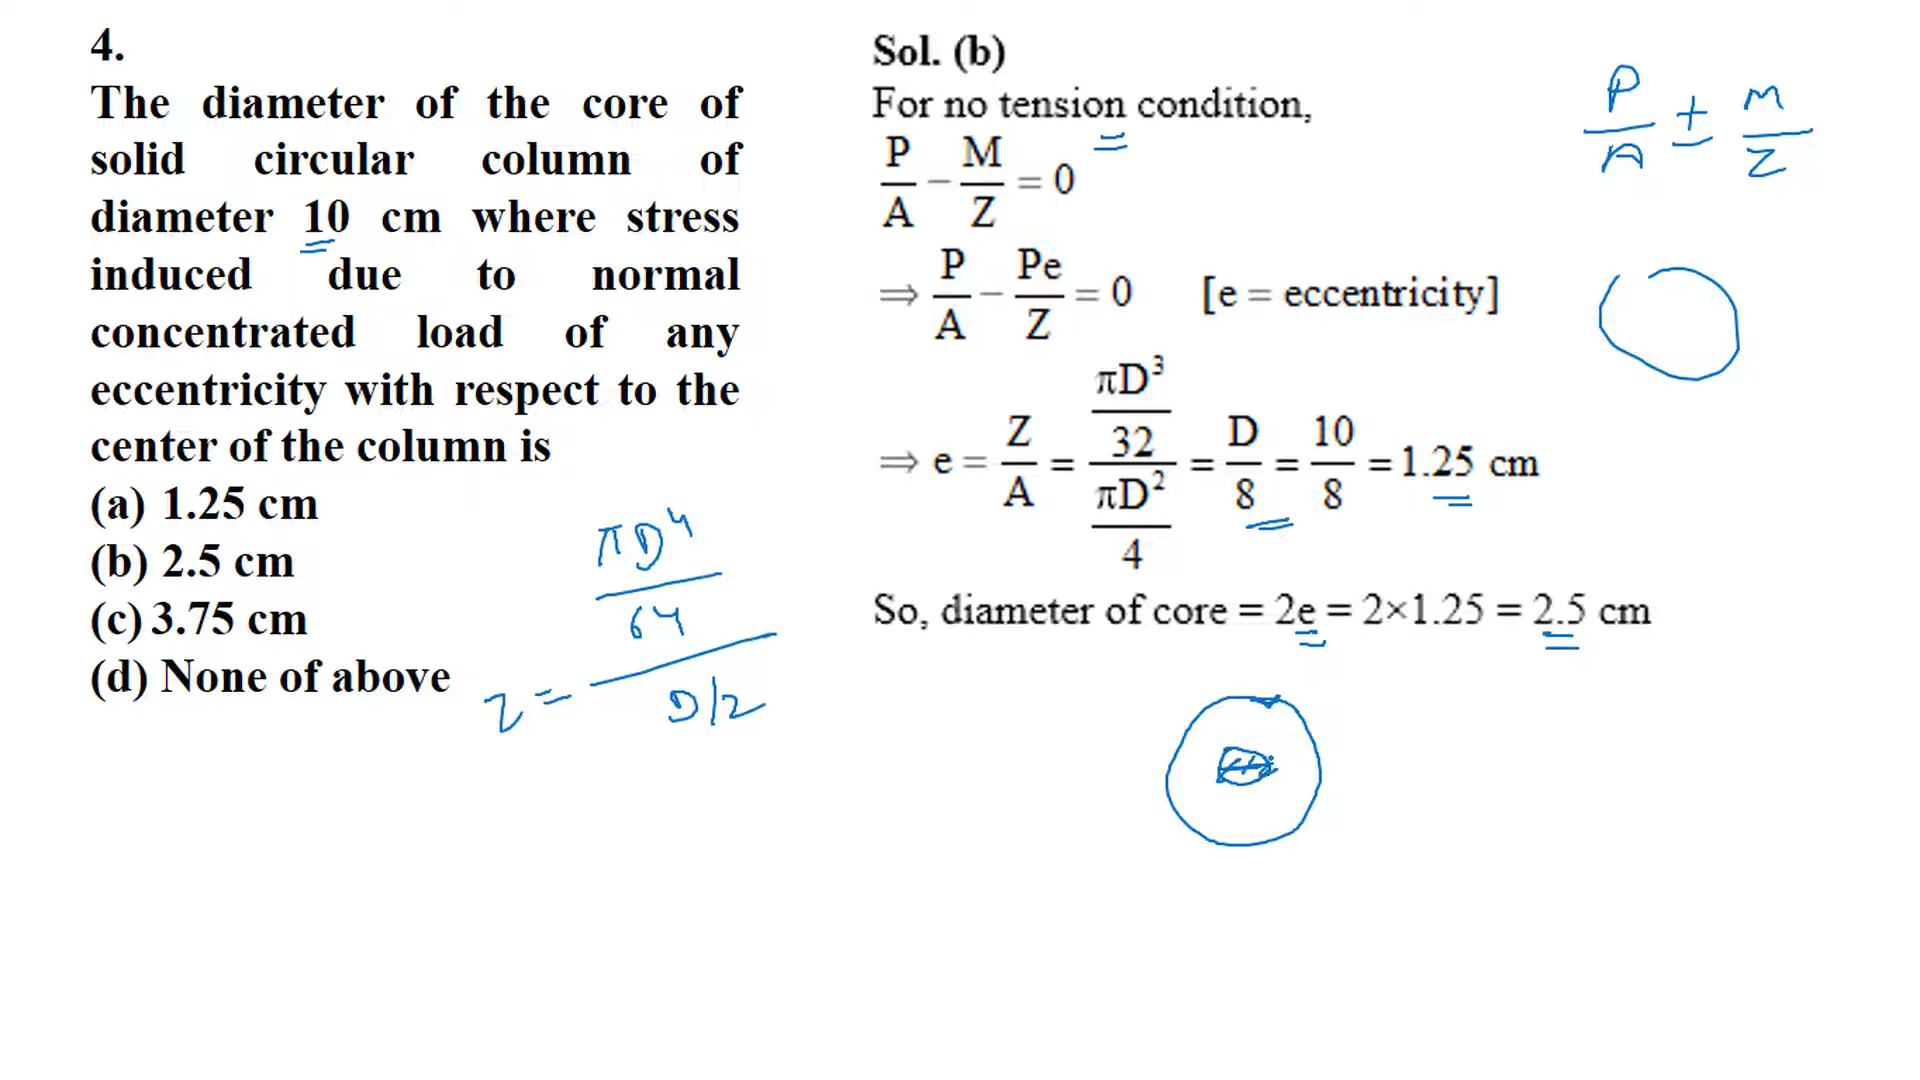 4.
The diameter of the core of
solid circular column of
diameter 10 cm where stress
induced due to normal
concentrated load of any
eccentricity with respect to the
center of the column is
(a) 1.25 cm
(b) 2.5 cm
(c) 3.75 cm
(d) None of above
z = (πD⁴/64)/(D/2)
Sol. (b)
For no tension condition,
P/A − M/Z = 0
⇒ P/A − Pe/Z = 0 [e = eccentricity]
⇒ e = Z/A = (πD³/32)/(πD²/4) = D/8 = 10/8 = 1.25 cm
So, diameter of core = 2e = 2×1.25 = 2.5 cm
P/A ± M/Z